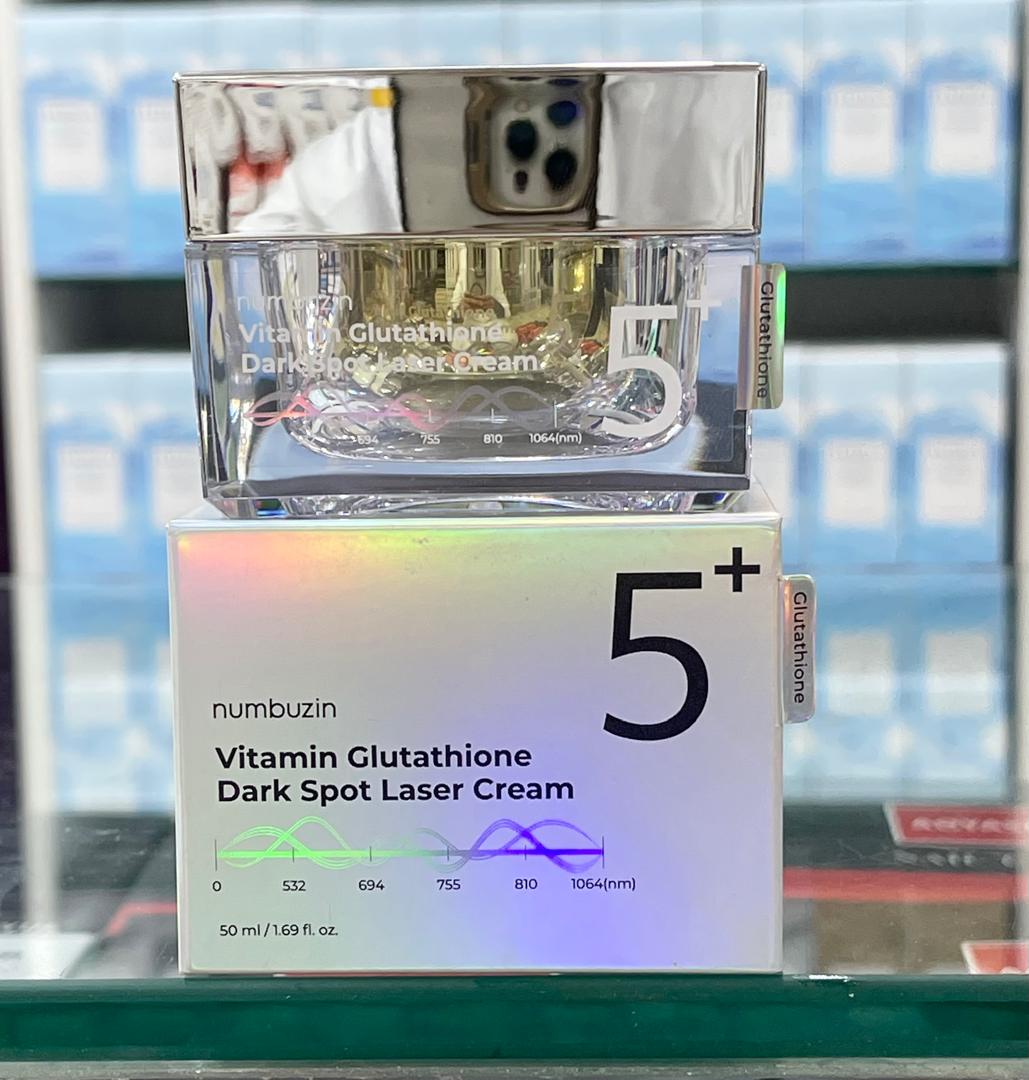 numbuzin
Vitamin Glutathione
Dark Spot Laser Cream
5+
694 755 810 1064(nm)
Glutathione
5+
numbuzin
Vitamin Glutathione
Dark Spot Laser Cream
0 532 694 755 810 1064(nm)
50 ml / 1.69 fl. oz.
Glutathione